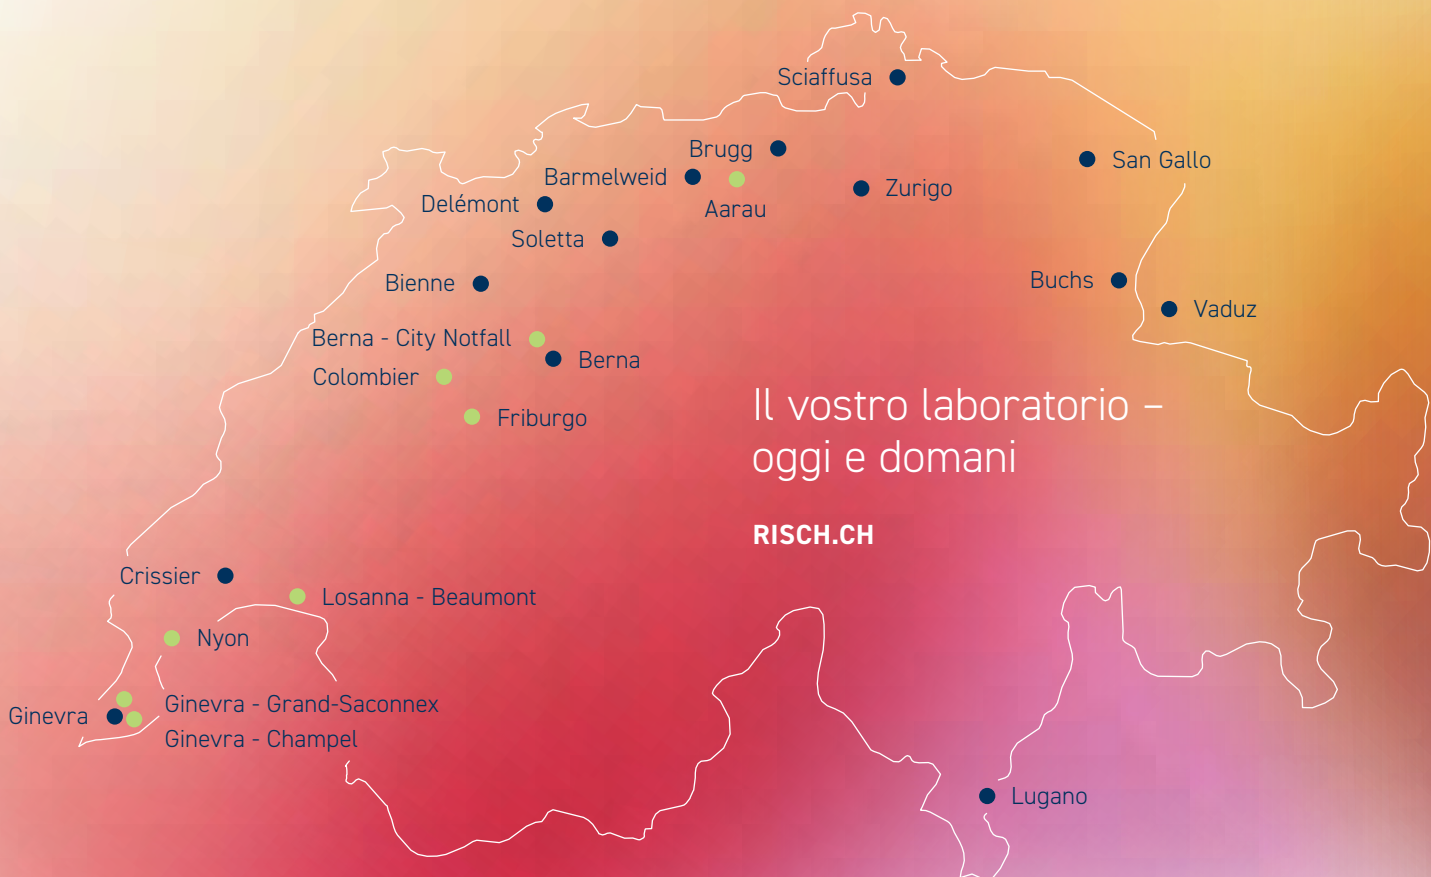 Sciaffusa
Brugg
San Gallo
Barmelweid
Zurigo
Delémont
Aarau
Soletta
Buchs
Bienne
Vaduz
Berna - City Notfall
Berna
Colombier
Friburgo
Il vostro laboratorio –
oggi e domani
RISCH.CH
Crissier
Losanna - Beaumont
Nyon
Ginevra - Grand-Saconnex
Ginevra
Ginevra - Champel
Lugano